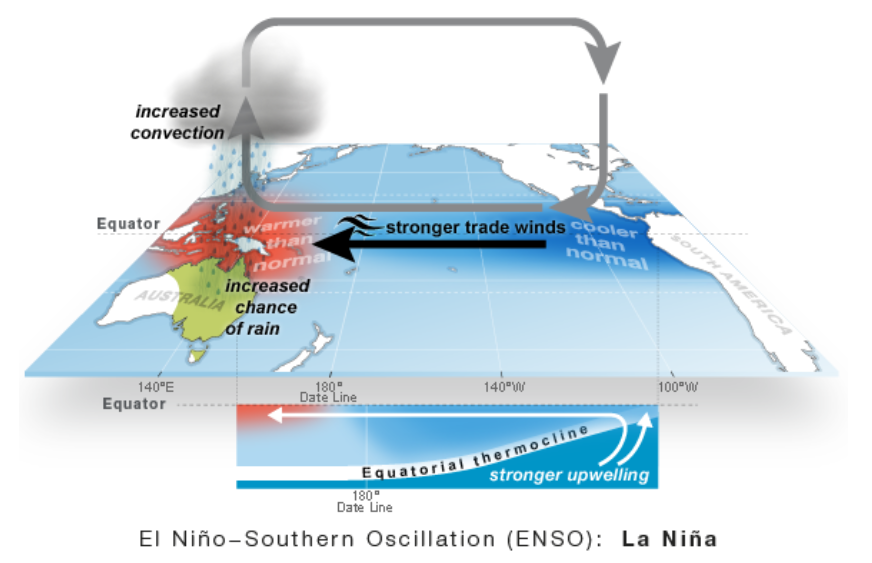 increased
convection
Equator
warmer
than
normal
stronger trade winds
cooler
than
normal
SOUTH AMERICA
AUSTRALIA
increased
chance
of rain
140°E
180°
Date Line
140°W
100°W
Equator
Equatorial thermocline
stronger upwelling
180°
Date Line
El Niño–Southern Oscillation (ENSO): La Niña